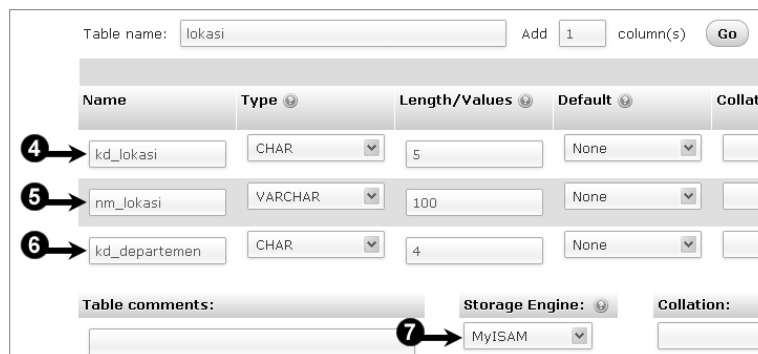 Table name: lokasi Add 1 column(s) Go
Name Type Length/Values Default Collat
4 kd_lokasi CHAR 5 None
5 nm_lokasi VARCHAR 100 None
6 kd_departemen CHAR 4 None
Table comments: Storage Engine: Collation:
7 MyISAM